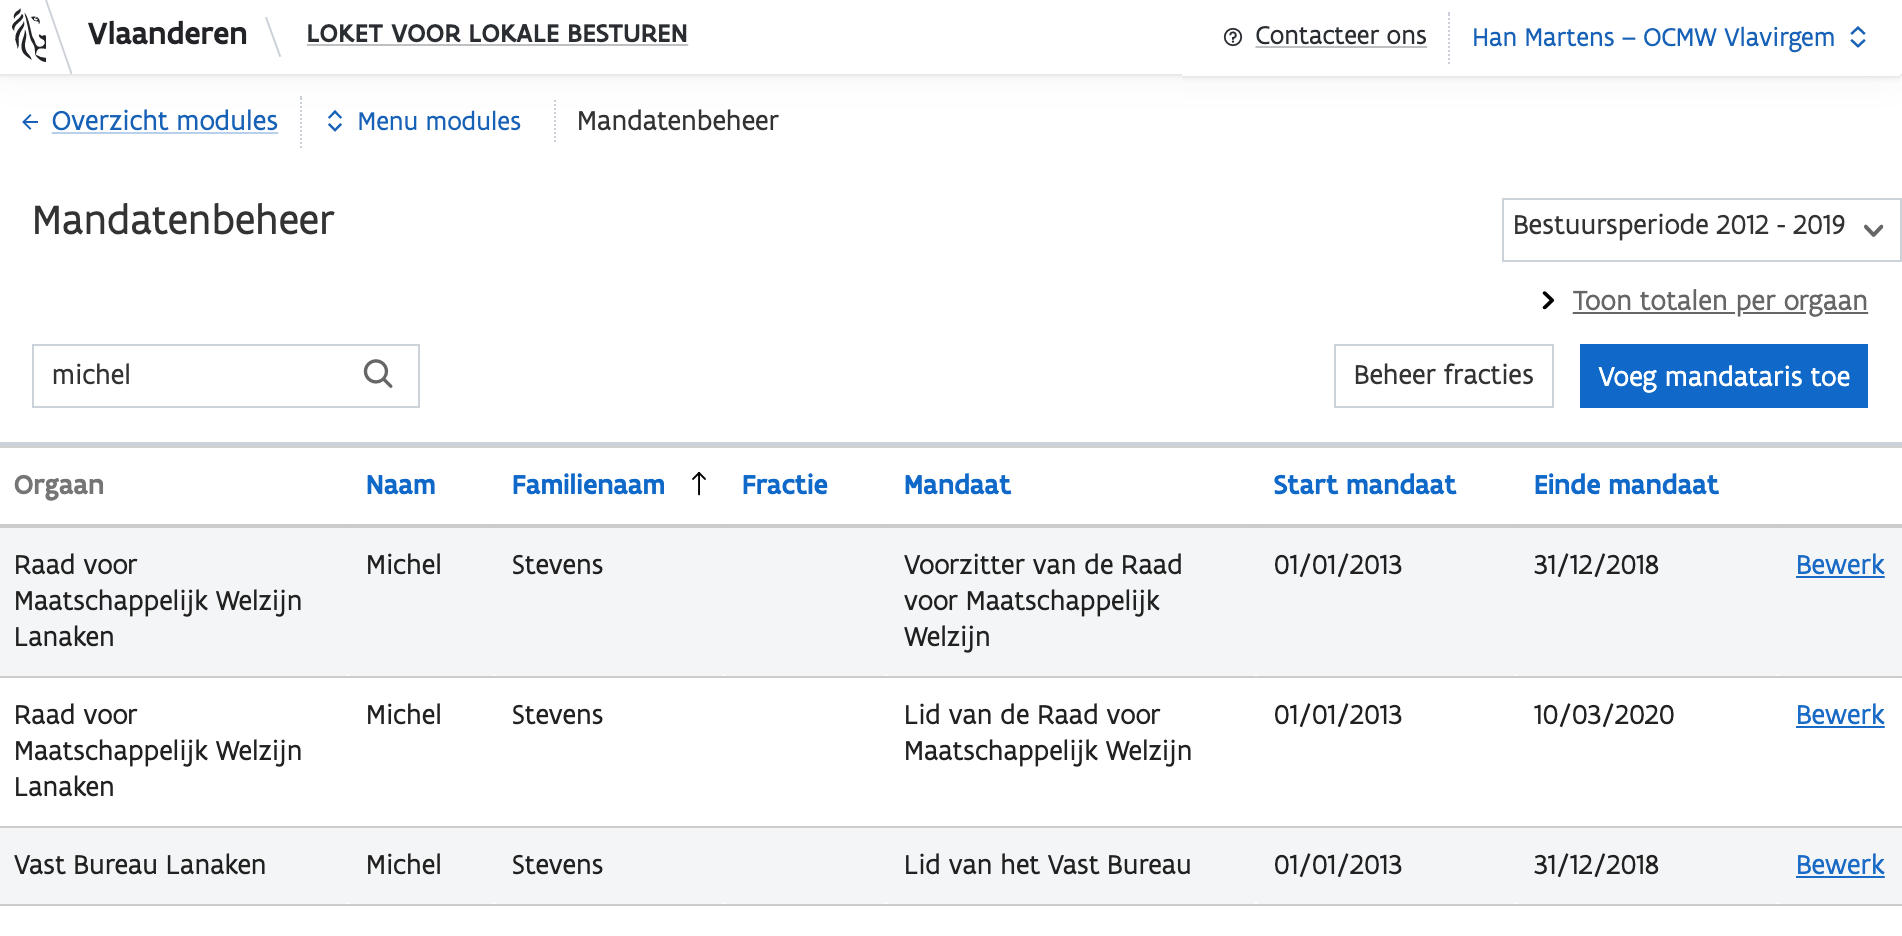 Vlaanderen
LOKET VOOR LOKALE BESTUREN
Contacteer ons
Han Martens – OCMW Vlavirgem
← Overzicht modules
Menu modules
Mandatenbeheer
Mandatenbeheer
Bestuursperiode 2012 - 2019
Toon totalen per orgaan
michel
Beheer fracties
Voeg mandataris toe
Orgaan Naam Familienaam ↑ Fractie Mandaat Start mandaat Einde mandaat
Raad voor Michel Stevens Voorzitter van de Raad 01/01/2013 31/12/2018 Bewerk
Maatschappelijk Welzijn voor Maatschappelijk
Lanaken Welzijn
Raad voor Michel Stevens Lid van de Raad voor 01/01/2013 10/03/2020 Bewerk
Maatschappelijk Welzijn Maatschappelijk Welzijn
Lanaken
Vast Bureau Lanaken Michel Stevens Lid van het Vast Bureau 01/01/2013 31/12/2018 Bewerk